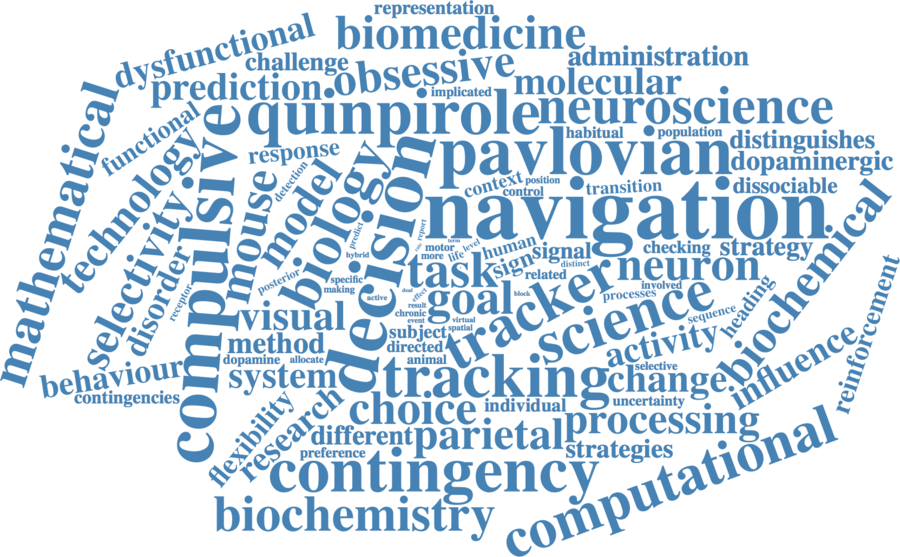 representation
biomedicine
dysfunctional
challenge
administration
prediction
obsessive
molecular
implicated
mathematical
functional
compulsive
quinpirole
neuroscience
habitual
population
distinguishes
technology
response
pavlovian
dopaminergic
detection
mouse
model
biology
decision
context
position
control
transition
dissociable
selectivity
navigation
biochemical
disorder
predict
report
term
motor
more
life
level
human
signal
checking
strategy
hybrid
posterior
specific
making
task
sign
related
distinct
neuron
receptor
active
effect
goal
block
processes
involved
heading
result
chronic
event
virtual
spatial
tracker
science
sequence
reinforcement
visual
subject
method
directed
activity
dopamine
allocate
animal
selective
behaviour
system
tracking
change
influence
contingencies
uncertainty
choice
individual
flexibility
research
different
parietal
processing
preference
strategies
contingency
computational
biochemistry